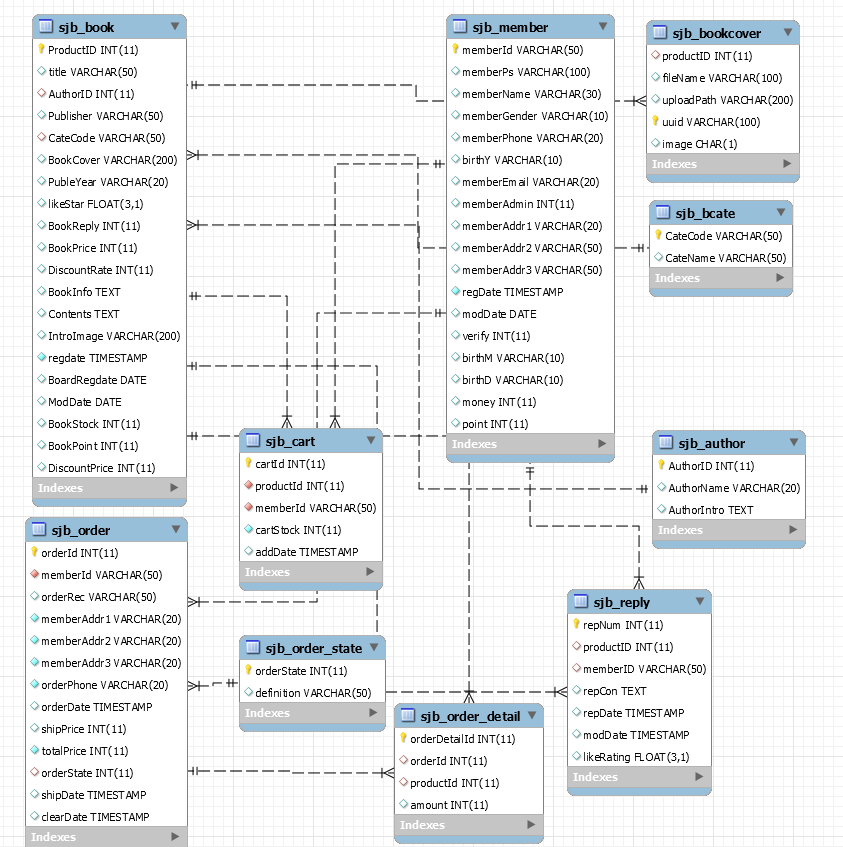 sjb_book
ProductID INT(11)
title VARCHAR(50)
AuthorID INT(11)
Publisher VARCHAR(50)
CateCode VARCHAR(50)
BookCover VARCHAR(200)
PubleYear VARCHAR(20)
likeStar FLOAT(3,1)
BookReply INT(11)
BookPrice INT(11)
DiscountRate INT(11)
BookInfo TEXT
Contents TEXT
IntroImage VARCHAR(200)
regdate TIMESTAMP
BoardRegdate DATE
ModDate DATE
BookStock INT(11)
BookPoint INT(11)
DiscountPrice INT(11)
Indexes
sjb_member
memberId VARCHAR(50)
memberPs VARCHAR(100)
memberName VARCHAR(30)
memberGender VARCHAR(10)
memberPhone VARCHAR(20)
birthY VARCHAR(10)
memberEmail VARCHAR(20)
memberAdmin INT(11)
memberAddr1 VARCHAR(20)
memberAddr2 VARCHAR(50)
memberAddr3 VARCHAR(50)
regDate TIMESTAMP
modDate DATE
verify INT(11)
birthM VARCHAR(10)
birthD VARCHAR(10)
money INT(11)
point INT(11)
Indexes
sjb_bookcover
productID INT(11)
fileName VARCHAR(100)
uploadPath VARCHAR(200)
uuid VARCHAR(100)
image CHAR(1)
Indexes
sjb_bcate
CateCode VARCHAR(50)
CateName VARCHAR(50)
Indexes
sjb_cart
cartId INT(11)
productId INT(11)
memberId VARCHAR(50)
cartStock INT(11)
addDate TIMESTAMP
Indexes
sjb_author
AuthorID INT(11)
AuthorName VARCHAR(20)
AuthorIntro TEXT
Indexes
sjb_order
orderId INT(11)
memberId VARCHAR(50)
orderRec VARCHAR(50)
memberAddr1 VARCHAR(20)
memberAddr2 VARCHAR(20)
memberAddr3 VARCHAR(20)
orderPhone VARCHAR(20)
orderDate TIMESTAMP
shipPrice INT(11)
totalPrice INT(11)
orderState INT(11)
shipDate TIMESTAMP
clearDate TIMESTAMP
Indexes
sjb_order_state
orderState INT(11)
definition VARCHAR(50)
Indexes
sjb_order_detail
orderDetailId INT(11)
orderId INT(11)
productId INT(11)
amount INT(11)
Indexes
sjb_reply
repNum INT(11)
productID INT(11)
memberID VARCHAR(50)
repCon TEXT
repDate TIMESTAMP
modDate TIMESTAMP
likeRating FLOAT(3,1)
Indexes